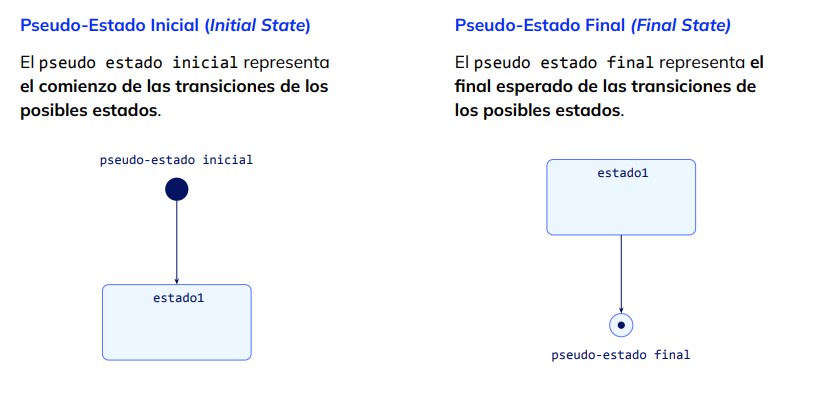 Pseudo-Estado Inicial (Initial State)
El pseudo estado inicial representa
el comienzo de las transiciones de los
posibles estados.
pseudo-estado inicial
estado1
Pseudo-Estado Final (Final State)
El pseudo estado final representa el
final esperado de las transiciones de
los posibles estados.
estado1
pseudo-estado final